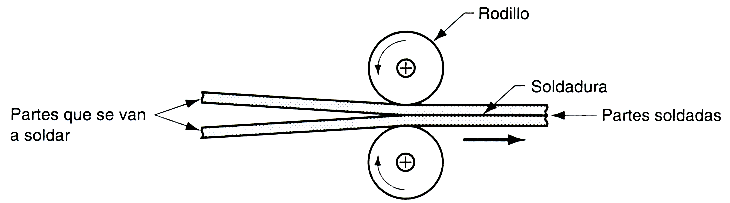 Rodillo
Soldadura
Partes que se van
a soldar
Partes soldadas